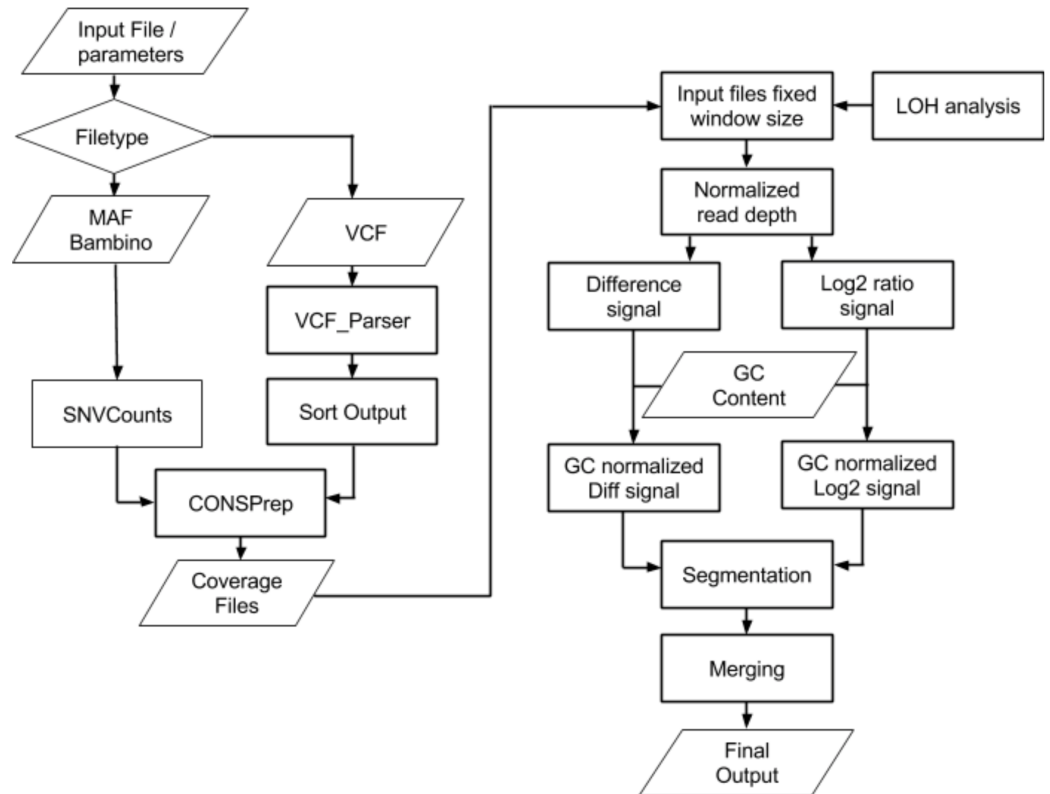 Input File /
parameters
Filetype
MAF
Bambino
VCF
VCF_Parser
SNVCounts
Sort Output
CONSPrep
Coverage
Files
Input files fixed
window size
LOH analysis
Normalized
read depth
Difference
signal
Log2 ratio
signal
GC
Content
GC normalized
Diff signal
GC normalized
Log2 signal
Segmentation
Merging
Final
Output